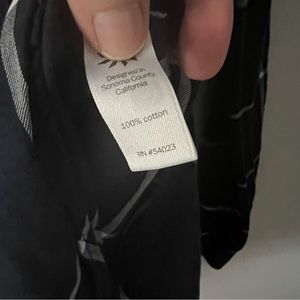 Designed in
Sonoma County,
California
100% cotton
RN #54023